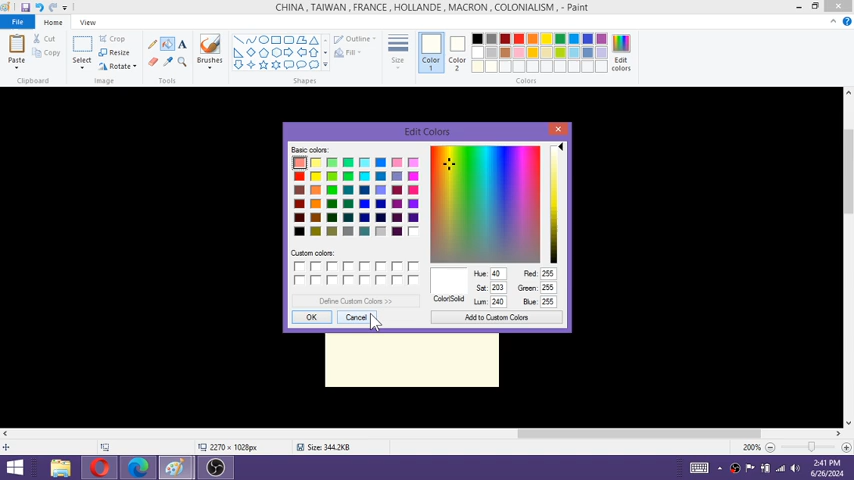 CHINA , TAIWAN , FRANCE , HOLLANDE , MACRON , COLONIALISM , - Paint
File
Home
View
Paste
Cut
Copy
Clipboard
Select
Crop
Resize
Rotate
Image
A
Tools
Brushes
Outline
Fill
Shapes
Size
Color 1
Color 2
Edit colors
Colors
Edit Colors
Basic colors:
Custom colors:
Define Custom Colors >>
OK
Cancel
Color|Solid
Hue: 40
Sat: 203
Lum: 240
Red: 255
Green: 255
Blue: 255
Add to Custom Colors
2270 × 1028px
Size: 344.2KB
200%
2:41 PM
6/26/2024